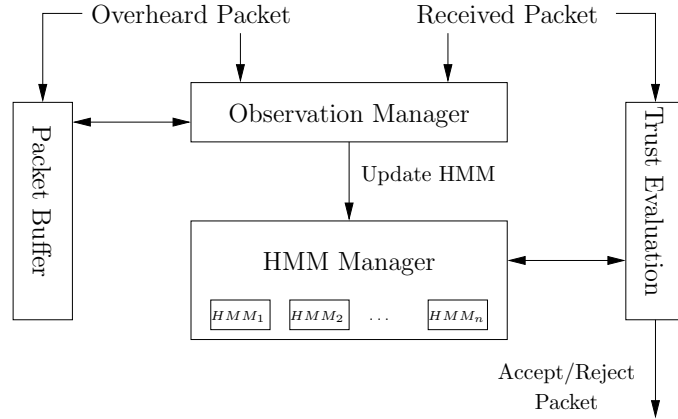 Overheard Packet
Received Packet
Packet Buffer
Observation Manager
Trust Evaluation
Update HMM
HMM Manager
HMM₁
HMM₂
...
HMMₙ
Accept/Reject
Packet